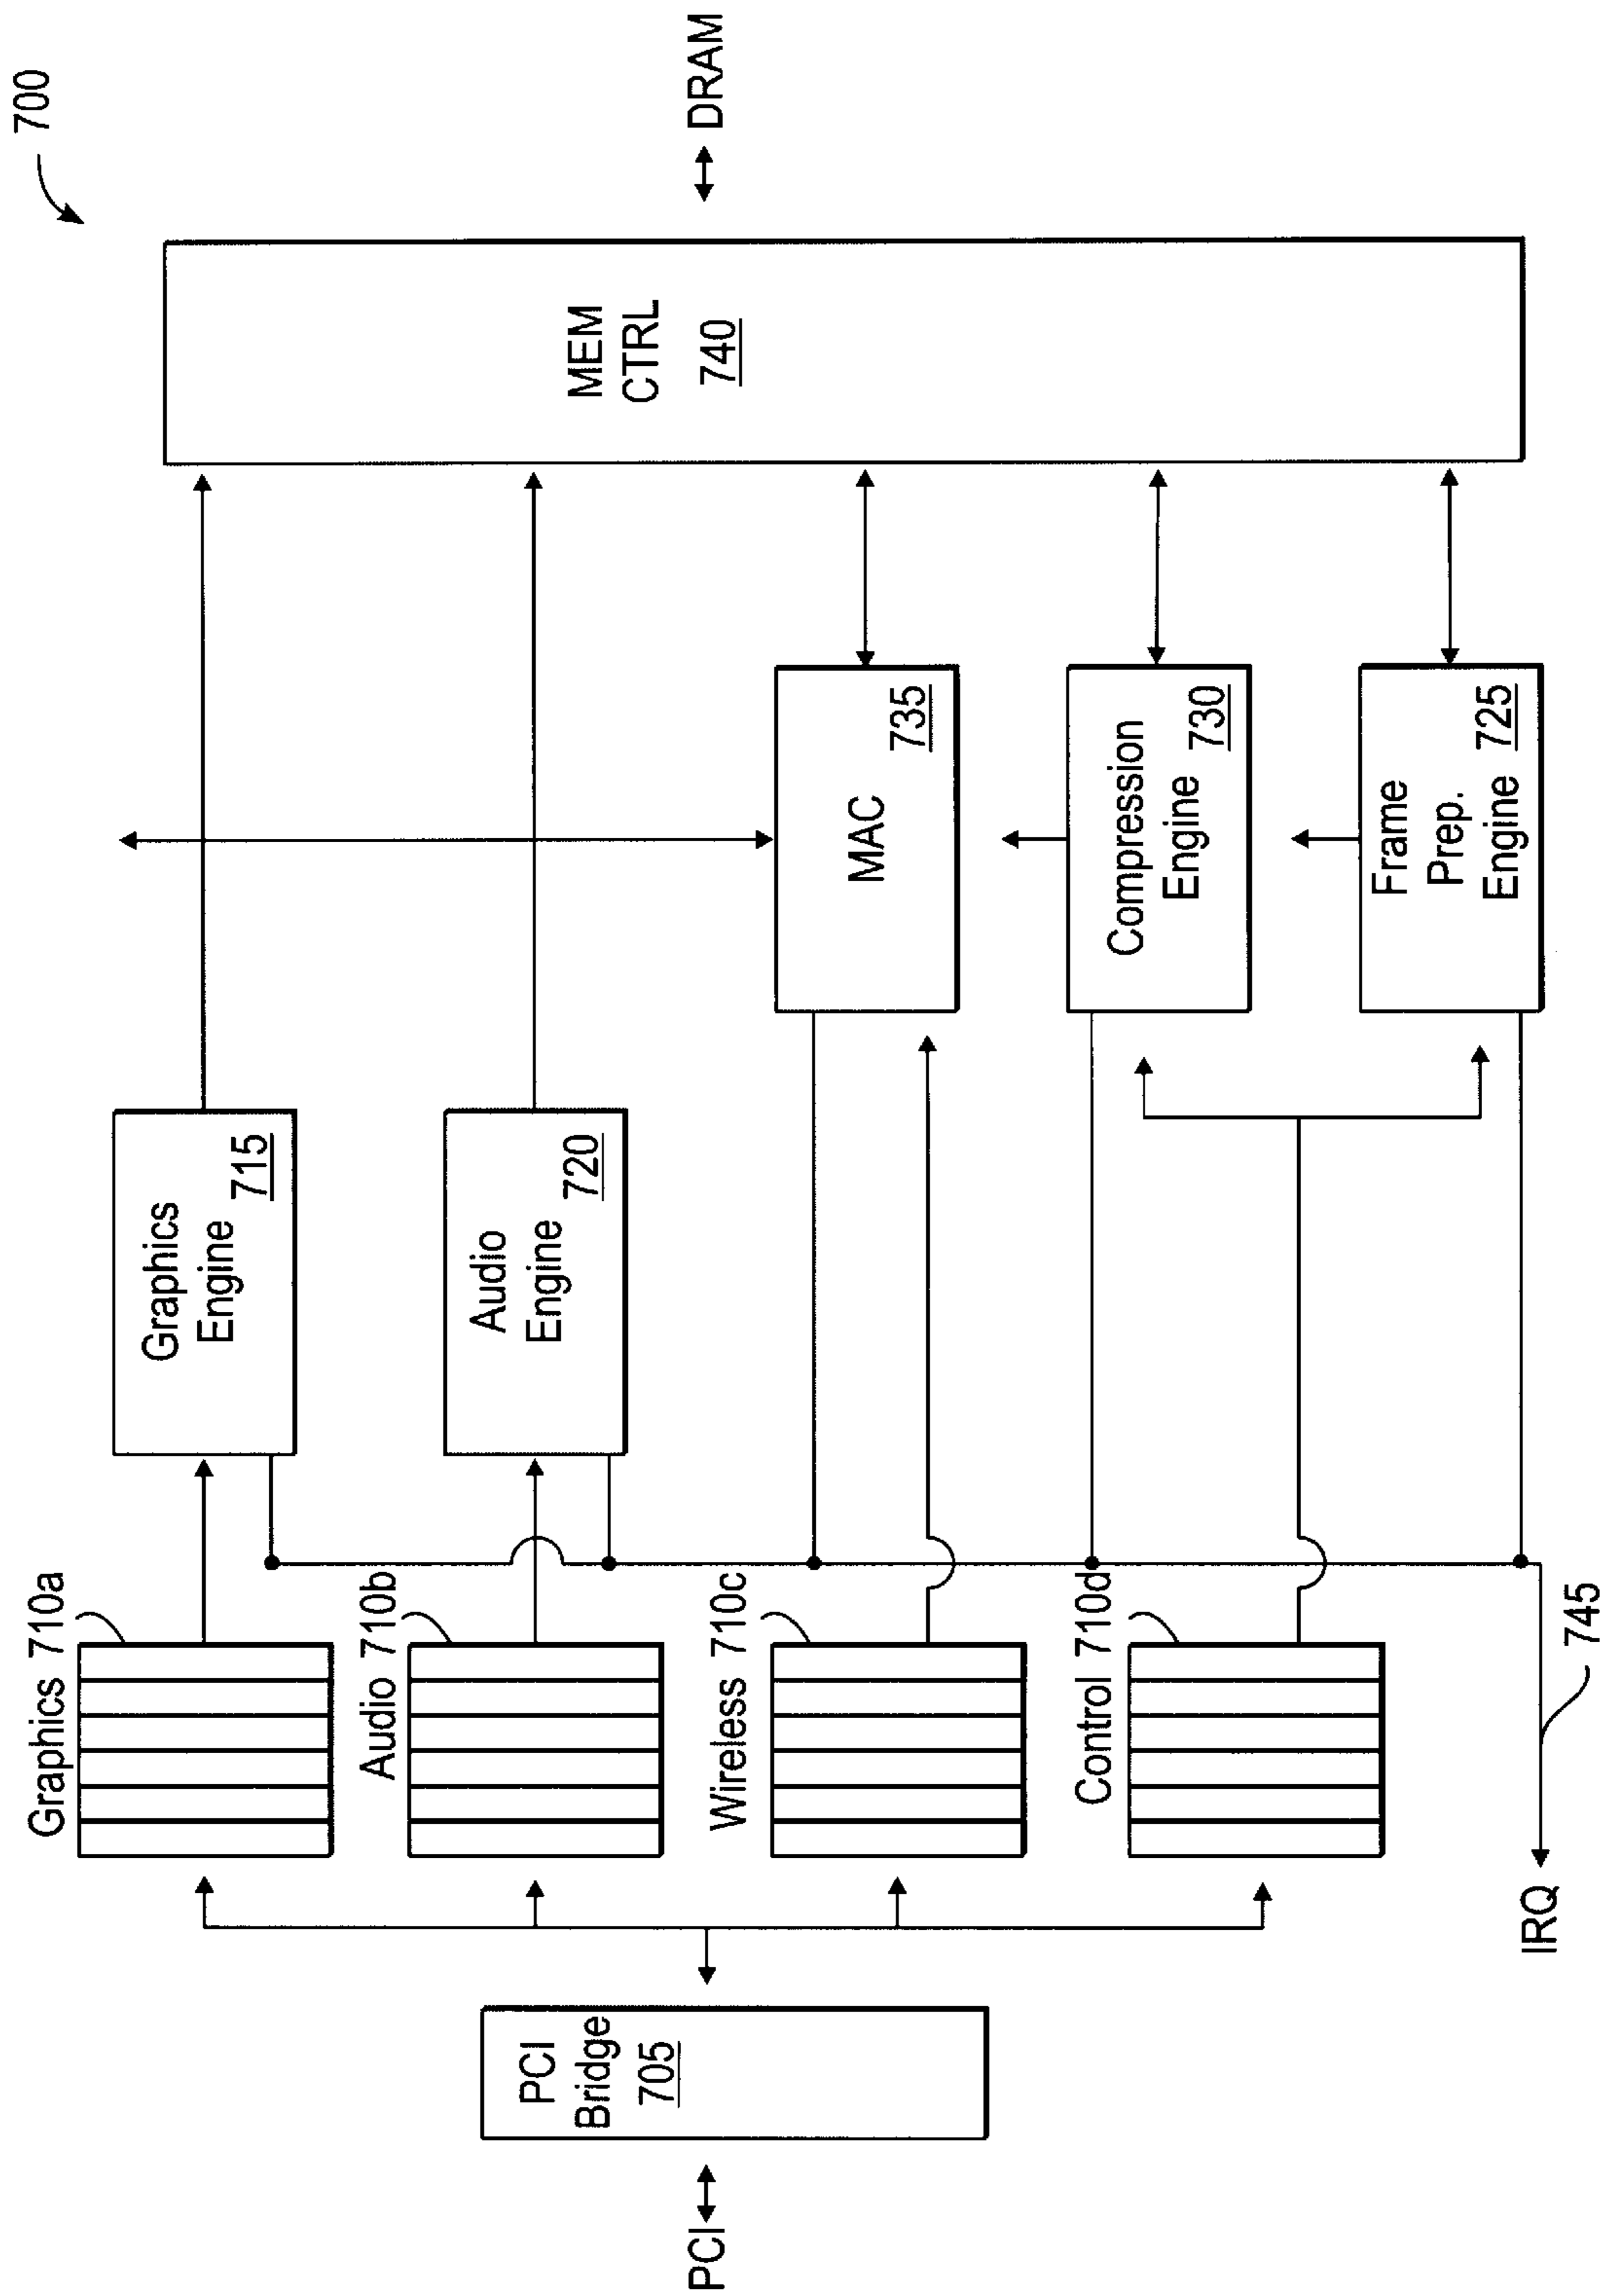 700
Graphics 710a
Graphics
Engine 715
Audio 710b
Audio
Engine 720
MEM
CTRL
740
DRAM
PCI
PCI
Bridge
705
Wireless 710c
MAC
735
Control 710d
Compression
Engine 730
Frame
Prep.
Engine 725
IRQ
745